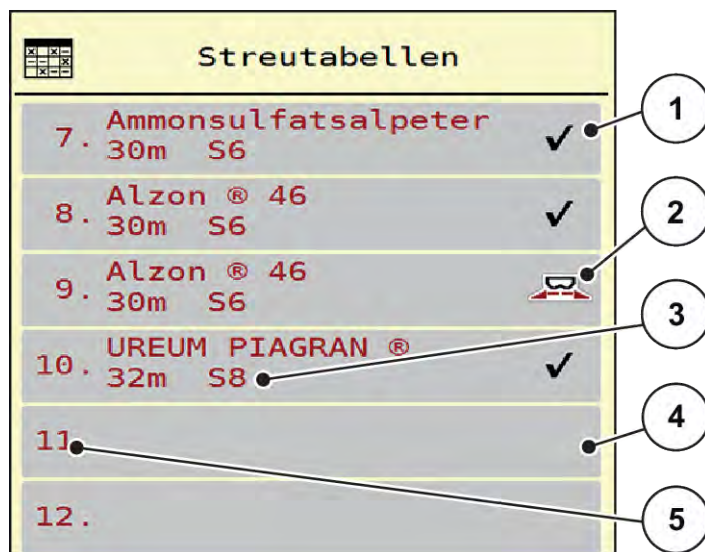 Streutabellen
7. Ammonsulfatsalpeter
30m S6
8. Alzon ® 46
30m S6
9. Alzon ® 46
30m S6
10. UREUM PIAGRAN ®
32m S8
11.
12.
1
2
3
4
5